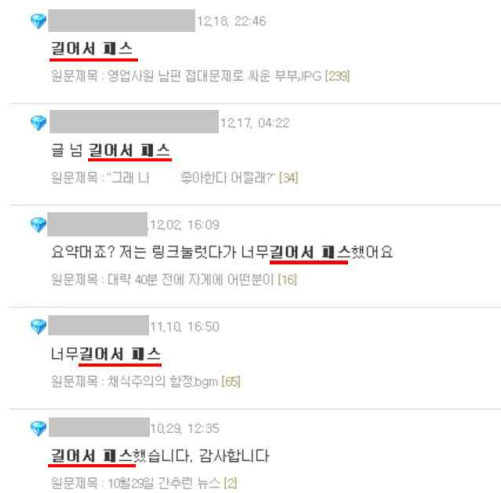 12.18, 22:46
길어서 패스
원문제목 : 영업사원 남편 접대문제로 싸운 부부.JPG [239]
12.17, 04:22
글 넘 길어서 패스
원문제목 : "그래 나 좋아한다 어쩔래?" [34]
12.02, 16:09
요약머죠? 저는 링크눌럿다가 너무길어서 패스했어요
원문제목 : 대략 40분 전에 자게에 어떤분이 [16]
11.10, 16:50
너무길어서 패스
원문제목 : 채식주의의 함정.bgm [65]
10.29, 12:35
길어서 패스했습니다. 감사합니다
원문제목 : 10월29일 간추린 뉴스 [2]